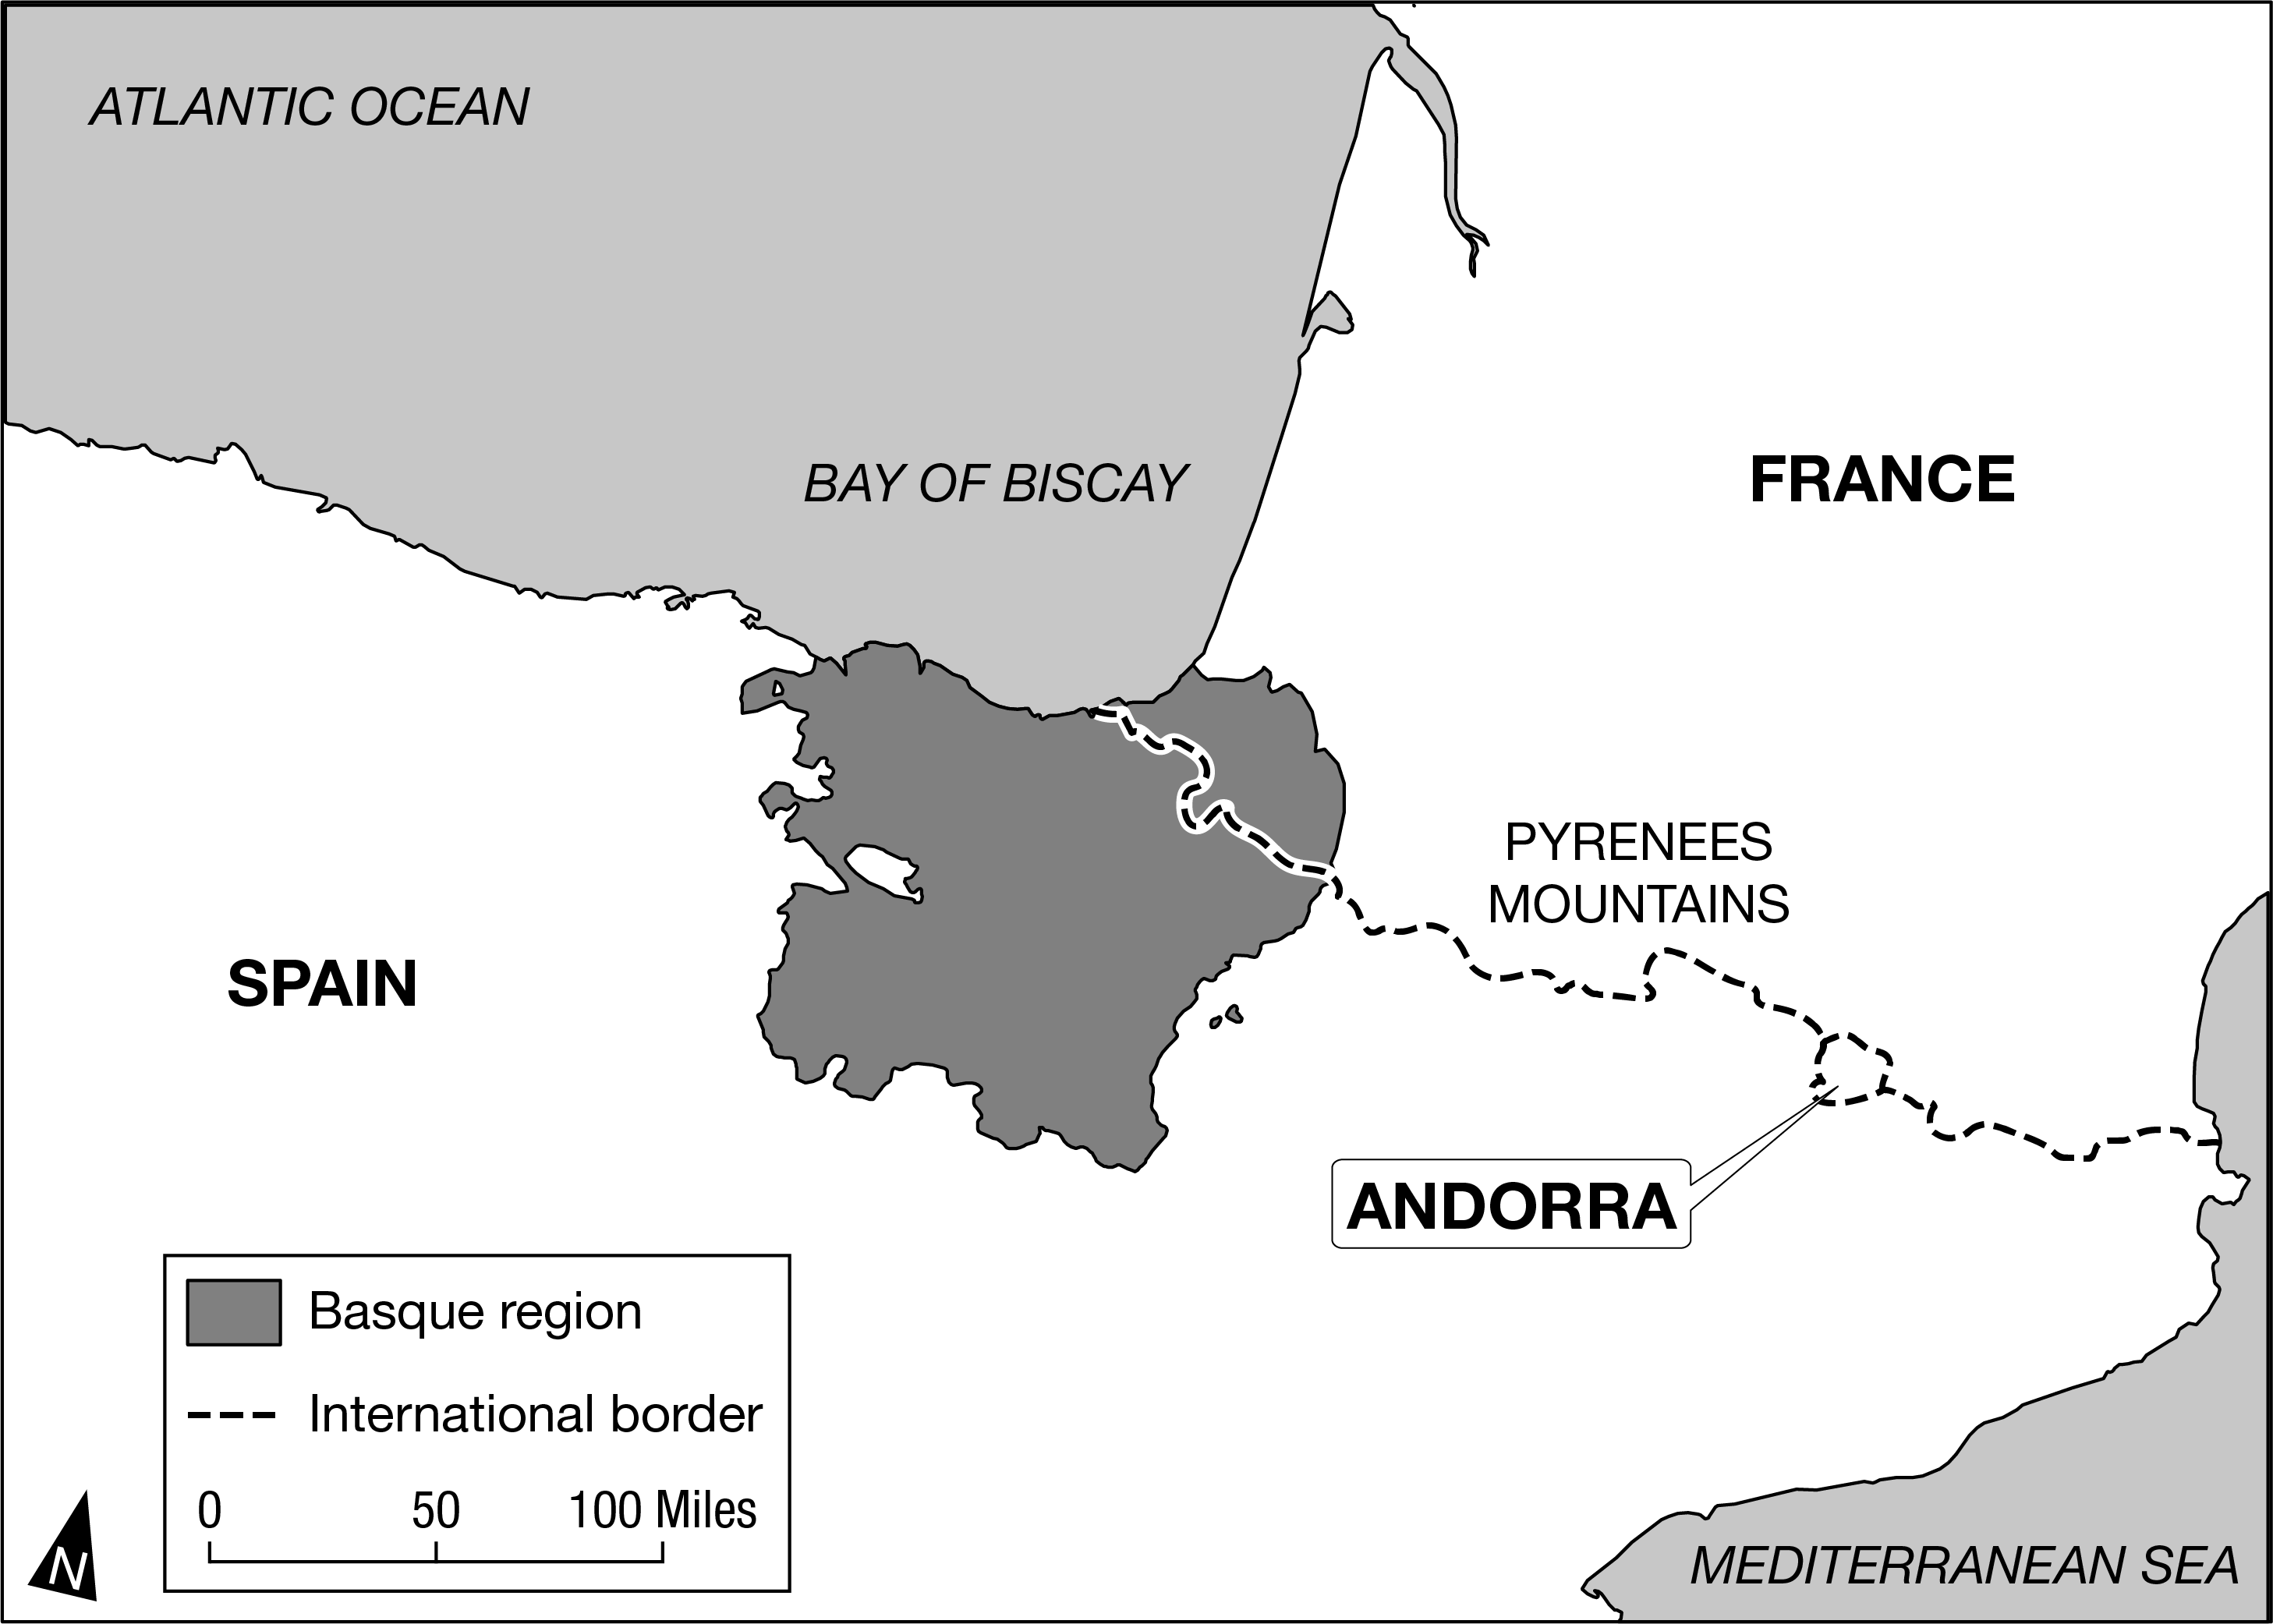 ATLANTIC OCEAN
BAY OF BISCAY
FRANCE
PYRENEES
MOUNTAINS
SPAIN
ANDORRA
Basque region
International border
0 50 100 Miles
N
MEDITERRANEAN SEA